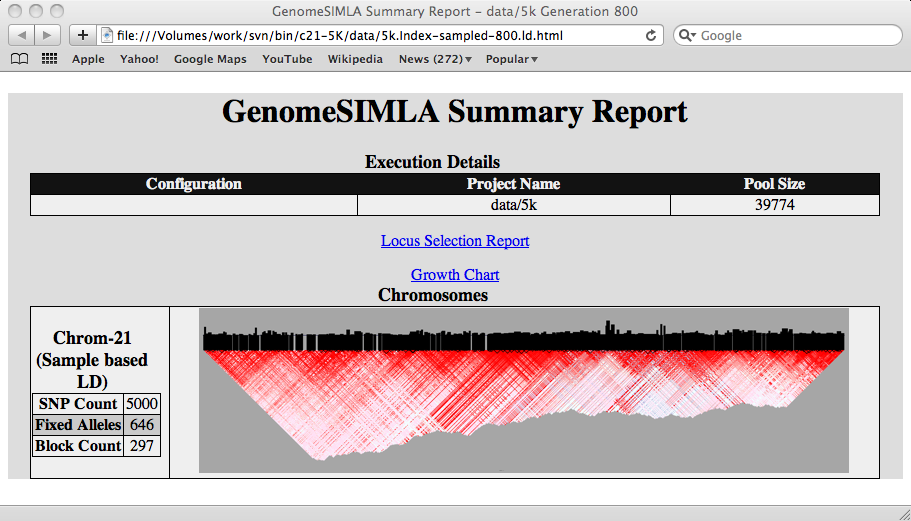 GenomeSIMLA Summary Report - data/5k Generation 800
file:///Volumes/work/svn/bin/c21-5K/data/5k.Index-sampled-800.ld.html
Google
Apple Yahoo! Google Maps YouTube Wikipedia News (272) Popular
GenomeSIMLA Summary Report
Execution Details
Configuration Project Name Pool Size
data/5k 39774
Locus Selection Report
Growth Chart
Chromosomes
Chrom-21
(Sample based
LD)
SNP Count 5000
Fixed Alleles 646
Block Count 297